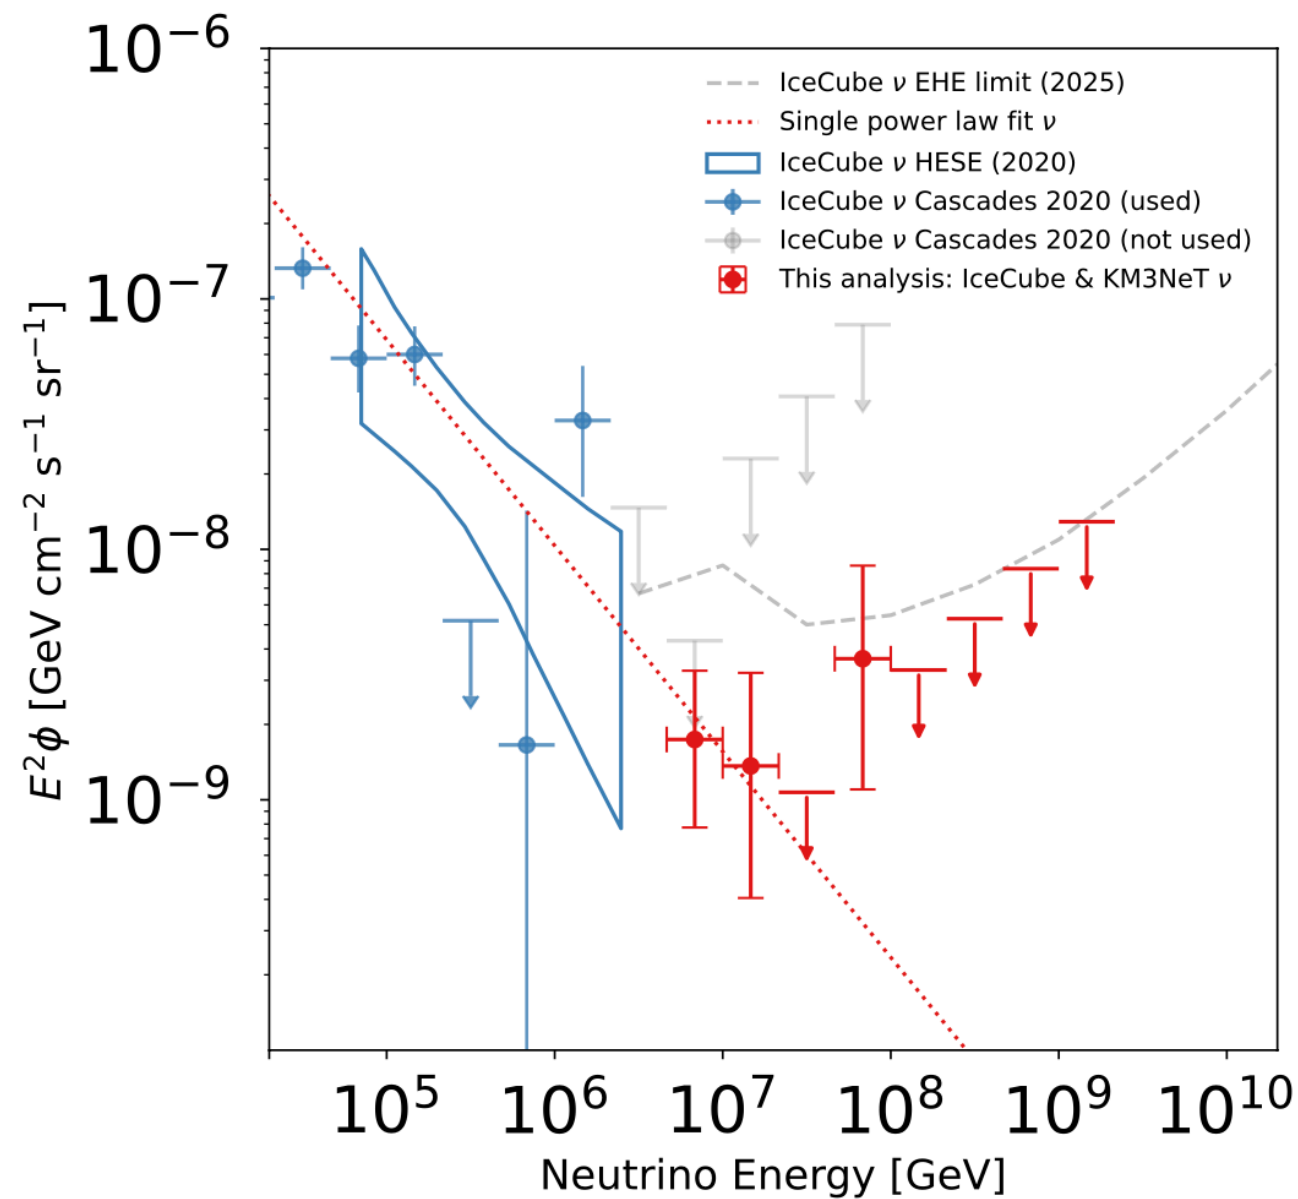 10⁻⁶
10⁻⁷
10⁻⁸
10⁻⁹
E²ϕ [GeV cm⁻² s⁻¹ sr⁻¹]
IceCube ν EHE limit (2025)
Single power law fit ν
IceCube ν HESE (2020)
IceCube ν Cascades 2020 (used)
IceCube ν Cascades 2020 (not used)
This analysis: IceCube & KM3NeT ν
10⁵ 10⁶ 10⁷ 10⁸ 10⁹ 10¹⁰
Neutrino Energy [GeV]